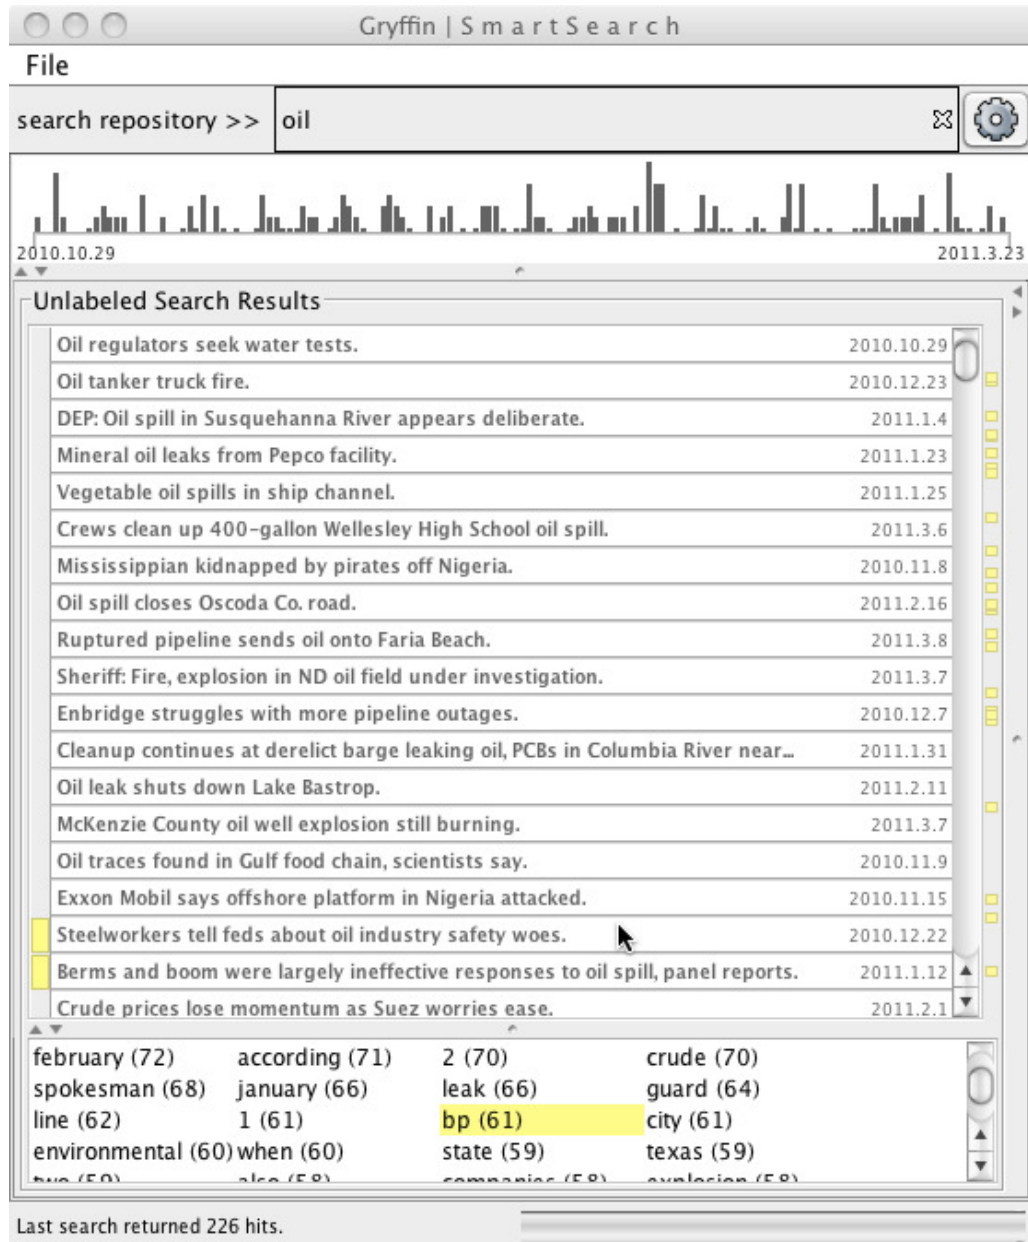 Gryffin | S m a r t S e a r c h
File
search repository >> oil
2010.10.29 2011.3.23
Unlabeled Search Results
Oil regulators seek water tests. 2010.10.29
Oil tanker truck fire. 2010.12.23
DEP: Oil spill in Susquehanna River appears deliberate. 2011.1.4
Mineral oil leaks from Pepco facility. 2011.1.23
Vegetable oil spills in ship channel. 2011.1.25
Crews clean up 400-gallon Wellesley High School oil spill. 2011.3.6
Mississippian kidnapped by pirates off Nigeria. 2010.11.8
Oil spill closes Oscoda Co. road. 2011.2.16
Ruptured pipeline sends oil onto Faria Beach. 2011.3.8
Sheriff: Fire, explosion in ND oil field under investigation. 2011.3.7
Enbridge struggles with more pipeline outages. 2010.12.7
Cleanup continues at derelict barge leaking oil, PCBs in Columbia River near... 2011.1.31
Oil leak shuts down Lake Bastrop. 2011.2.11
McKenzie County oil well explosion still burning. 2011.3.7
Oil traces found in Gulf food chain, scientists say. 2010.11.9
Exxon Mobil says offshore platform in Nigeria attacked. 2010.11.15
Steelworkers tell feds about oil industry safety woes. 2010.12.22
Berms and boom were largely ineffective responses to oil spill, panel reports. 2011.1.12
Crude prices lose momentum as Suez worries ease. 2011.2.1
february (72) according (71) 2 (70) crude (70)
spokesman (68) january (66) leak (66) guard (64)
line (62) 1 (61) bp (61) city (61)
environmental (60) when (60) state (59) texas (59)
two (59) also (58) companies (58) explosion (58)
Last search returned 226 hits.